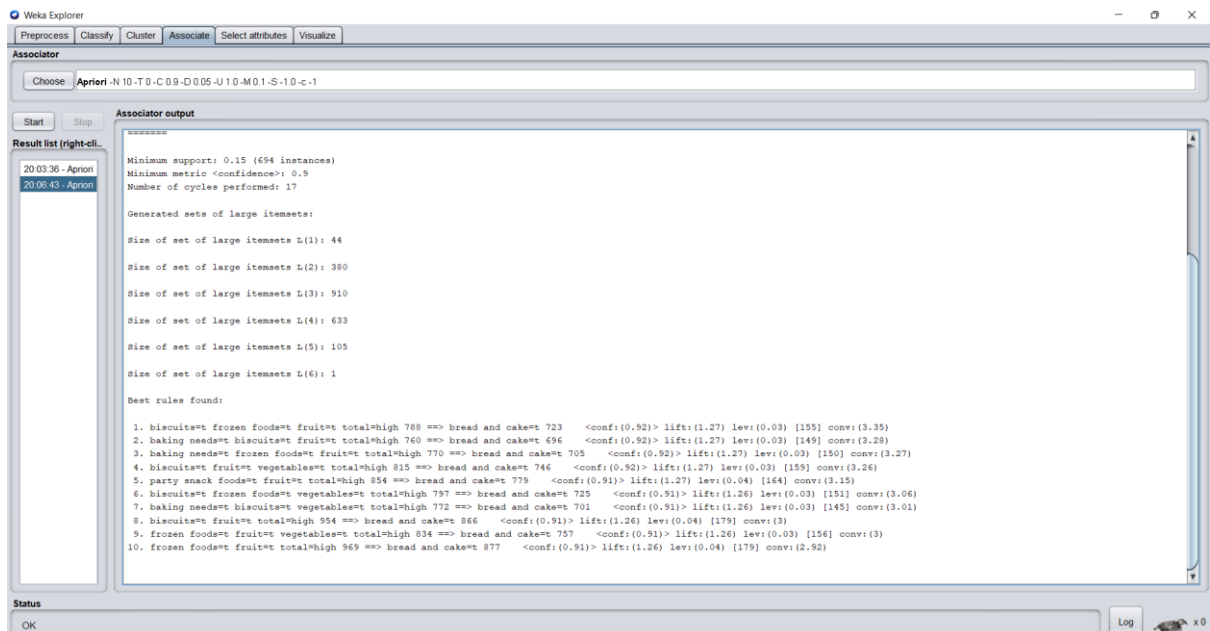 Weka Explorer
Preprocess Classify Cluster Associate Select attributes Visualize
Associator
Choose Apriori -N 10 -T 0 -C 0.9 -D 0.05 -U 1.0 -M 0.1 -S -1.0 -c -1
Start Stop
Associator output
Result list (right-cli..
20:03:36 - Apriori
20:06:43 - Apriori
=======
Minimum support: 0.15 (694 instances)
Minimum metric <confidence>: 0.9
Number of cycles performed: 17
Generated sets of large itemsets:
Size of set of large itemsets L(1): 44
Size of set of large itemsets L(2): 380
Size of set of large itemsets L(3): 910
Size of set of large itemsets L(4): 633
Size of set of large itemsets L(5): 105
Size of set of large itemsets L(6): 1
Best rules found:
1. biscuits=t frozen foods=t fruit=t total=high 788 ==> bread and cake=t 723 <conf:(0.92)> lift:(1.27) lev:(0.03) [155] conv:(3.35)
2. baking needs=t biscuits=t fruit=t total=high 760 ==> bread and cake=t 696 <conf:(0.92)> lift:(1.27) lev:(0.03) [149] conv:(3.28)
3. baking needs=t frozen foods=t fruit=t total=high 770 ==> bread and cake=t 705 <conf:(0.92)> lift:(1.27) lev:(0.03) [150] conv:(3.27)
4. biscuits=t fruit=t vegetables=t total=high 815 ==> bread and cake=t 746 <conf:(0.92)> lift:(1.27) lev:(0.03) [159] conv:(3.26)
5. party snack foods=t fruit=t total=high 854 ==> bread and cake=t 779 <conf:(0.91)> lift:(1.27) lev:(0.04) [164] conv:(3.15)
6. biscuits=t frozen foods=t vegetables=t total=high 797 ==> bread and cake=t 725 <conf:(0.91)> lift:(1.26) lev:(0.03) [151] conv:(3.06)
7. baking needs=t biscuits=t vegetables=t total=high 772 ==> bread and cake=t 701 <conf:(0.91)> lift:(1.26) lev:(0.03) [145] conv:(3.01)
8. biscuits=t fruit=t total=high 954 ==> bread and cake=t 866 <conf:(0.91)> lift:(1.26) lev:(0.04) [179] conv:(3)
9. frozen foods=t fruit=t vegetables=t total=high 834 ==> bread and cake=t 757 <conf:(0.91)> lift:(1.26) lev:(0.03) [156] conv:(3)
10. frozen foods=t fruit=t total=high 969 ==> bread and cake=t 877 <conf:(0.91)> lift:(1.26) lev:(0.04) [179] conv:(2.92)
Status
OK
Log x 0